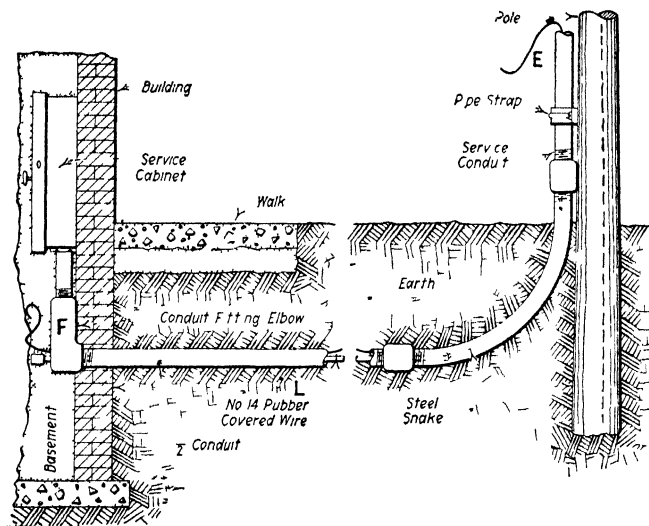 Pole
E
Building
Pipe Strap
Service
Cabinet
Service
Conduit
Walk
Earth
F
Conduit Fitting Elbow
L
No 14 Rubber
Covered Wire
Steel
Snake
Conduit
Basement